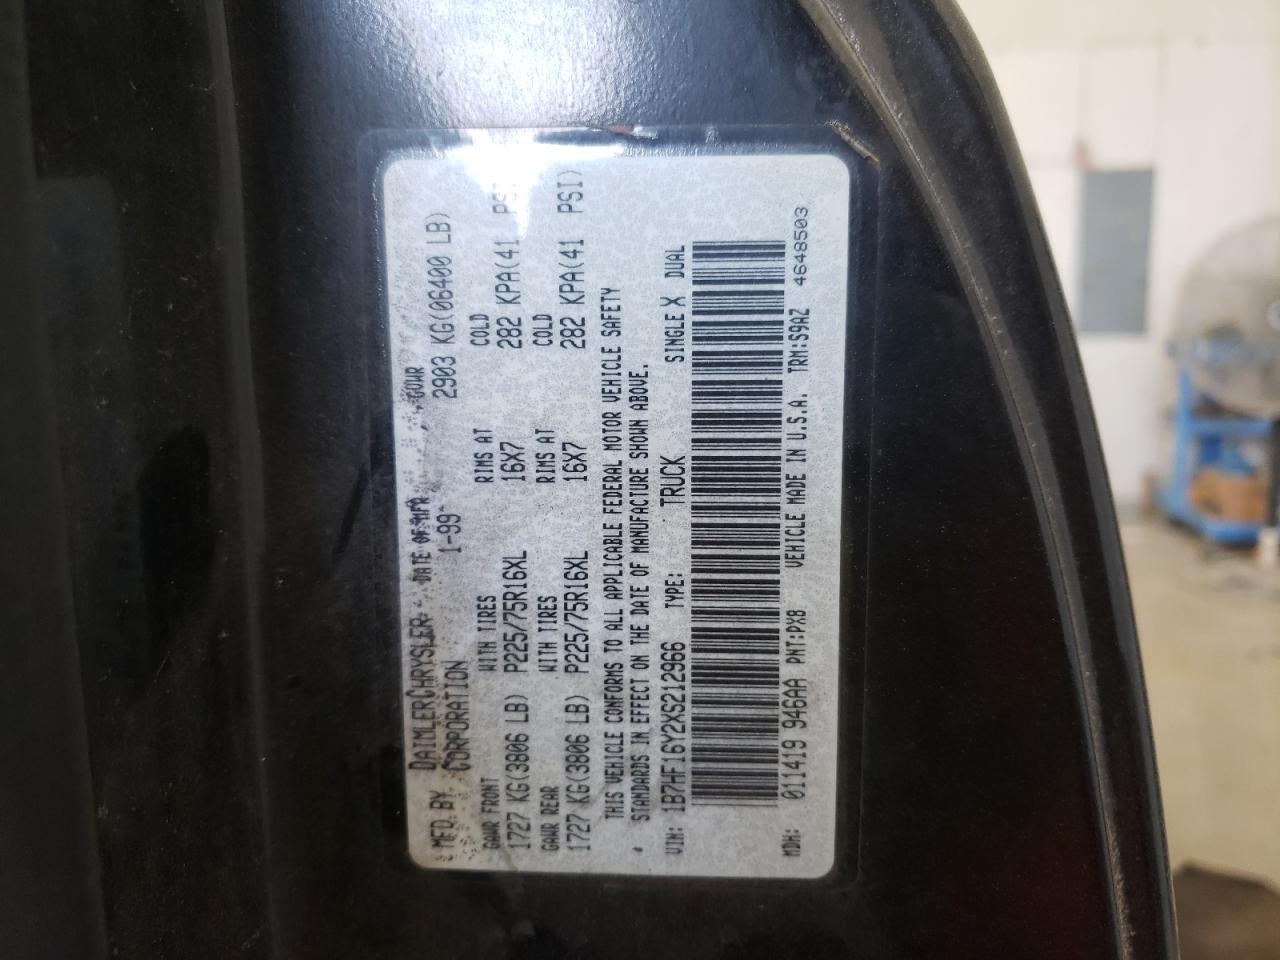 MFD BY DAIMLERCHRYSLER DATE OF MFR GVWR
CORPORATION 1-99 2903 KG(06400 LB)
GAWR FRONT WITH TIRES RIMS AT COLD
1727 KG(3806 LB) P225/75R16XL 16X7 282 KPA(41 PSI)
GAWR REAR WITH TIRES RIMS AT COLD
1727 KG(3806 LB) P225/75R16XL 16X7 282 KPA(41 PSI)
THIS VEHICLE CONFORMS TO ALL APPLICABLE FEDERAL MOTOR VEHICLE SAFETY
STANDARDS IN EFFECT ON THE DATE OF MANUFACTURE SHOWN ABOVE.
VIN: 1B7HF16Y2XS212966 TYPE: TRUCK SINGLE X DUAL
MDH: 011419 946AA PNT:PX8 VEHICLE MADE IN U.S.A. TRM:S9AZ 4648503